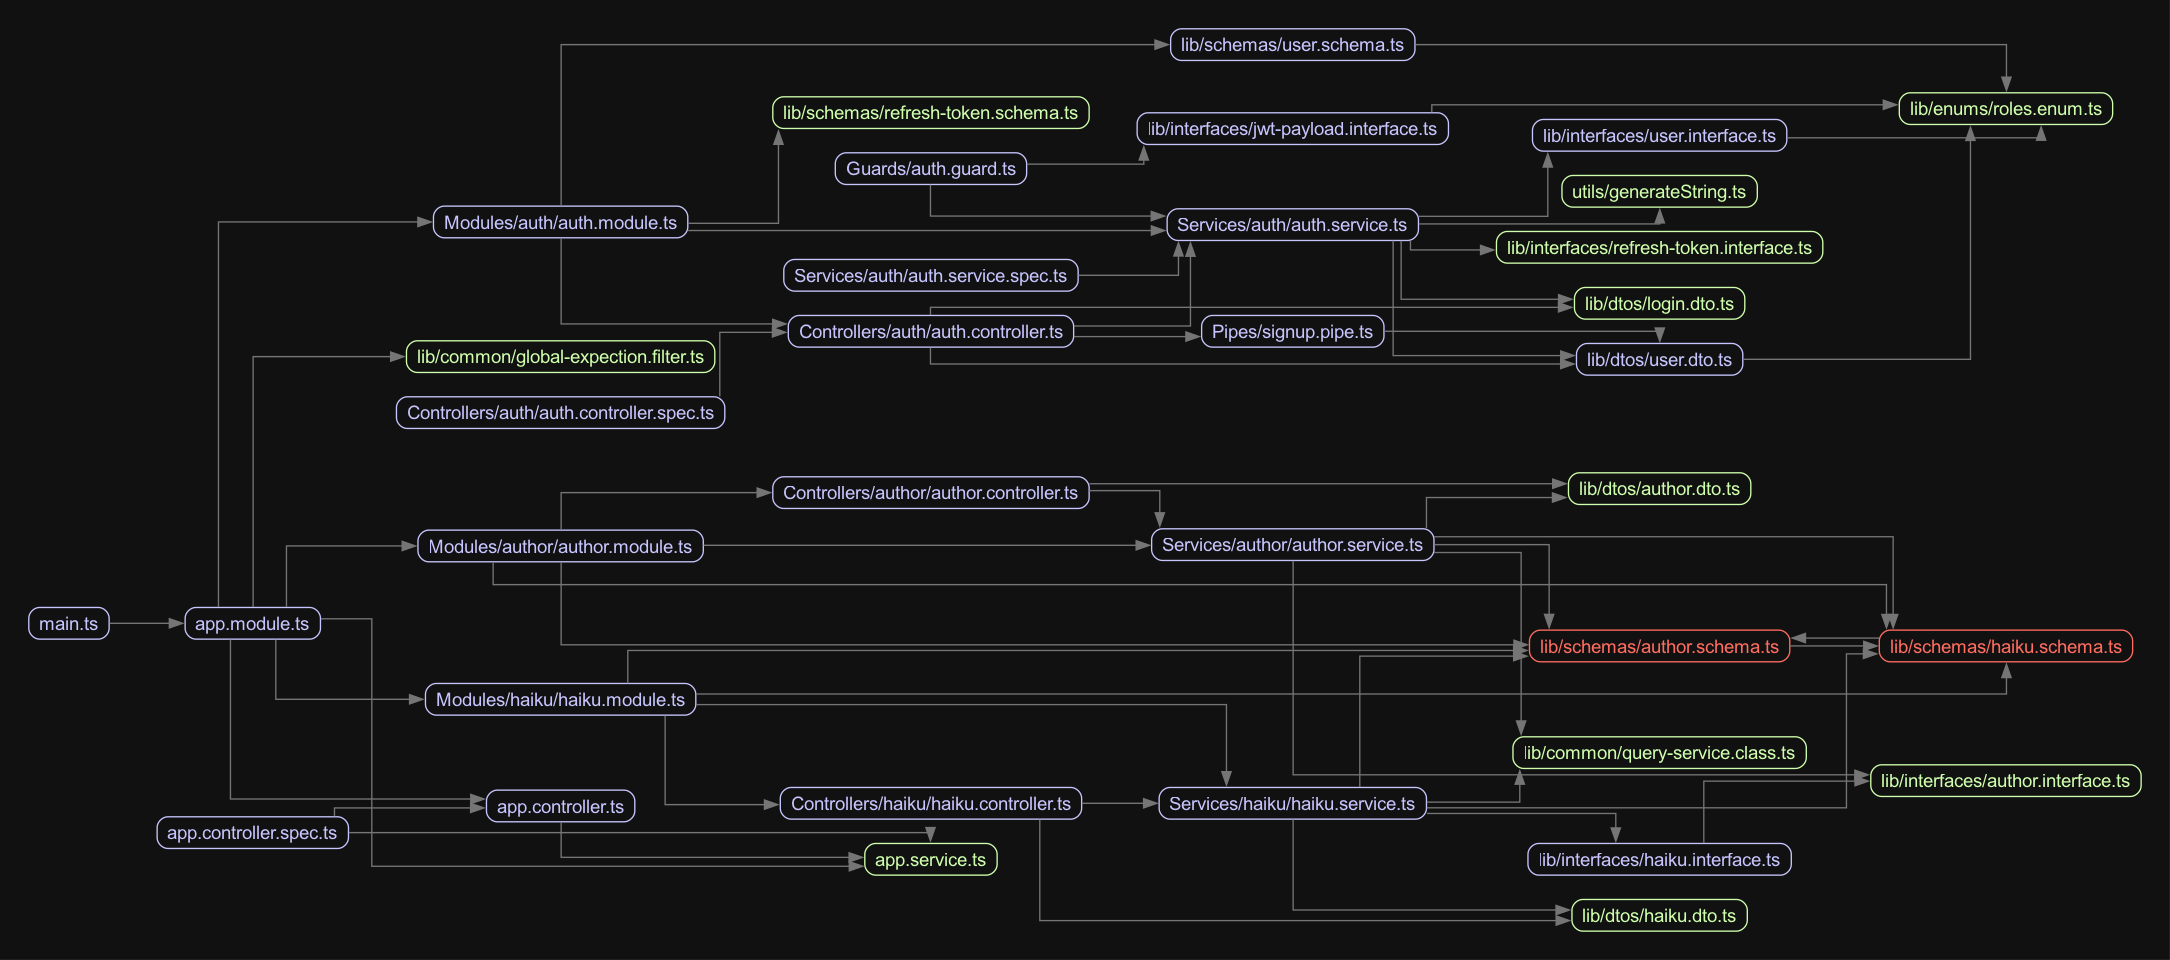 lib/schemas/user.schema.ts
lib/schemas/refresh-token.schema.ts
lib/enums/roles.enum.ts
lib/interfaces/jwt-payload.interface.ts
lib/interfaces/user.interface.ts
Guards/auth.guard.ts
utils/generateString.ts
Modules/auth/auth.module.ts
Services/auth/auth.service.ts
lib/interfaces/refresh-token.interface.ts
Services/auth/auth.service.spec.ts
lib/dtos/login.dto.ts
Controllers/auth/auth.controller.ts
Pipes/signup.pipe.ts
lib/common/global-expection.filter.ts
lib/dtos/user.dto.ts
Controllers/auth/auth.controller.spec.ts
Controllers/author/author.controller.ts
lib/dtos/author.dto.ts
Modules/author/author.module.ts
Services/author/author.service.ts
main.ts
app.module.ts
lib/schemas/author.schema.ts
lib/schemas/haiku.schema.ts
Modules/haiku/haiku.module.ts
lib/common/query-service.class.ts
lib/interfaces/author.interface.ts
app.controller.ts
Controllers/haiku/haiku.controller.ts
Services/haiku/haiku.service.ts
app.controller.spec.ts
app.service.ts
lib/interfaces/haiku.interface.ts
lib/dtos/haiku.dto.ts